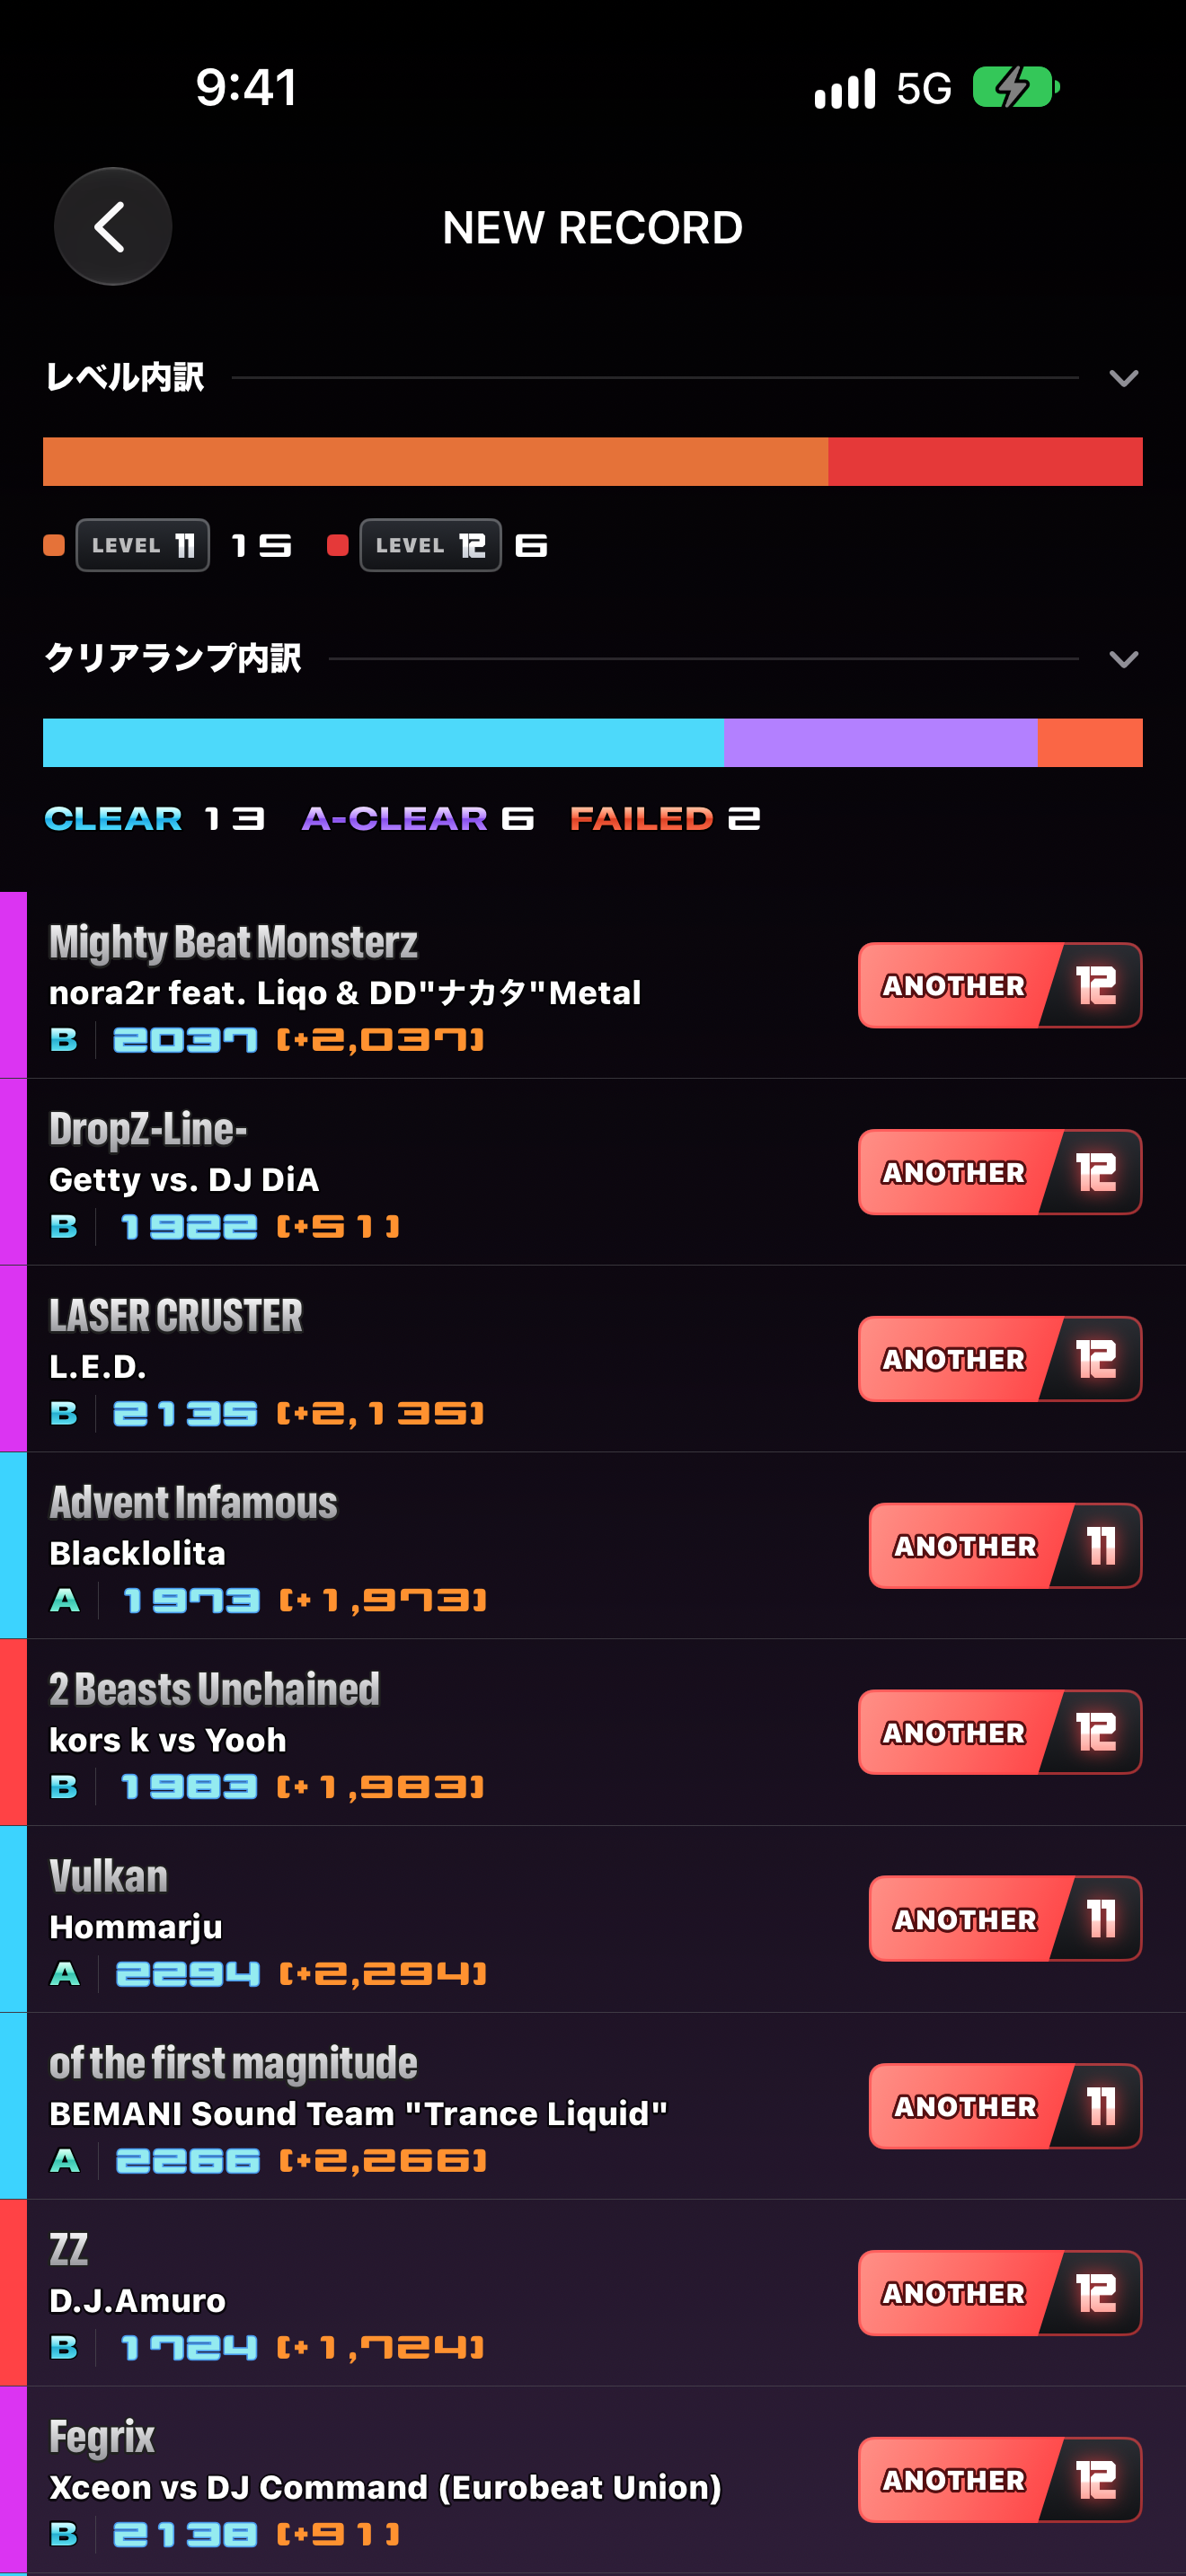 9:41
5G
NEW RECORD
レベル内訳
LEVEL 11 15 LEVEL 12 6
クリアランプ内訳
CLEAR 13 A-CLEAR 6 FAILED 2
Mighty Beat Monsterz
nora2r feat. Liqo & DD"ナカタ"Metal
B 2037 (+2,037)
ANOTHER 12
DropZ-Line-
Getty vs. DJ DiA
B 1922 (+51)
ANOTHER 12
LASER CRUSTER
L.E.D.
B 2135 (+2,135)
ANOTHER 12
Advent Infamous
Blacklolita
A 1973 (+1,973)
ANOTHER 11
2 Beasts Unchained
kors k vs Yooh
B 1983 (+1,983)
ANOTHER 12
Vulkan
Hommarju
A 2294 (+2,294)
ANOTHER 11
of the first magnitude
BEMANI Sound Team "Trance Liquid"
A 2266 (+2,266)
ANOTHER 11
ZZ
D.J.Amuro
B 1724 (+1,724)
ANOTHER 12
Fegrix
Xceon vs DJ Command (Eurobeat Union)
B 2138 (+91)
ANOTHER 12